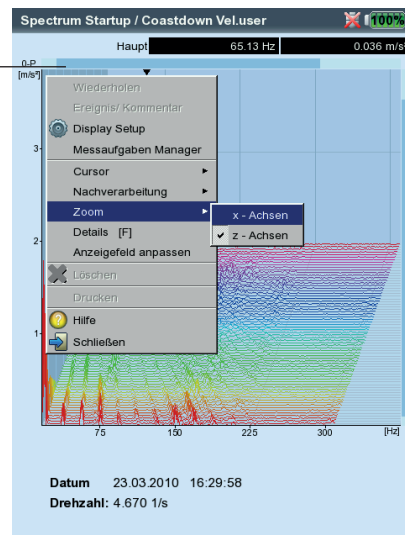 Spectrum Startup / Coastdown Vel.user 100%
Haupt 65.13 Hz 0.036 m/s
0-P
[m/s²]
Wiederholen
Ereignis/ Kommentar
Display Setup
Messaufgaben Manager
3
Cursor
Nachverarbeitung
Zoom
x - Achsen
Details [F]
z - Achsen
2
Anzeigefeld anpassen
Löschen
Drucken
Hilfe
1
Schließen
75 150 225 300 [Hz]
Datum 23.03.2010 16:29:58
Drehzahl: 4.670 1/s